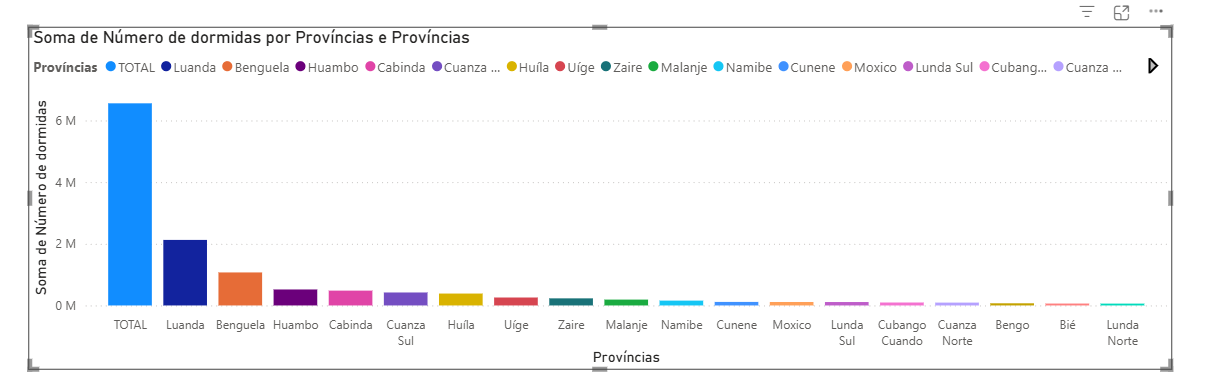 Soma de Número de dormidas por Províncias e Províncias
Províncias TOTAL Luanda Benguela Huambo Cabinda Cuanza ... Huíla Uíge Zaire Malanje Namibe Cunene Moxico Lunda Sul Cubang... Cuanza ...
Soma de Número de dormidas
6 M
4 M
2 M
0 M
TOTAL Luanda Benguela Huambo Cabinda Cuanza Sul Huíla Uíge Zaire Malanje Namibe Cunene Moxico Lunda Sul Cubango Cuando Cuanza Norte Bengo Bié Lunda Norte
Províncias